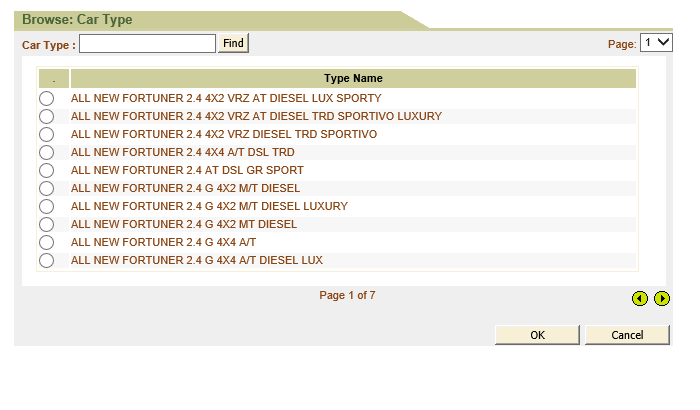 Browse: Car Type
Car Type : Find Page: 1
. Type Name
ALL NEW FORTUNER 2.4 4X2 VRZ AT DIESEL LUX SPORTY
ALL NEW FORTUNER 2.4 4X2 VRZ AT DIESEL TRD SPORTIVO LUXURY
ALL NEW FORTUNER 2.4 4X2 VRZ DIESEL TRD SPORTIVO
ALL NEW FORTUNER 2.4 4X4 A/T DSL TRD
ALL NEW FORTUNER 2.4 AT DSL GR SPORT
ALL NEW FORTUNER 2.4 G 4X2 M/T DIESEL
ALL NEW FORTUNER 2.4 G 4X2 M/T DIESEL LUXURY
ALL NEW FORTUNER 2.4 G 4X2 MT DIESEL
ALL NEW FORTUNER 2.4 G 4X4 A/T
ALL NEW FORTUNER 2.4 G 4X4 A/T DIESEL LUX
Page 1 of 7
OK Cancel